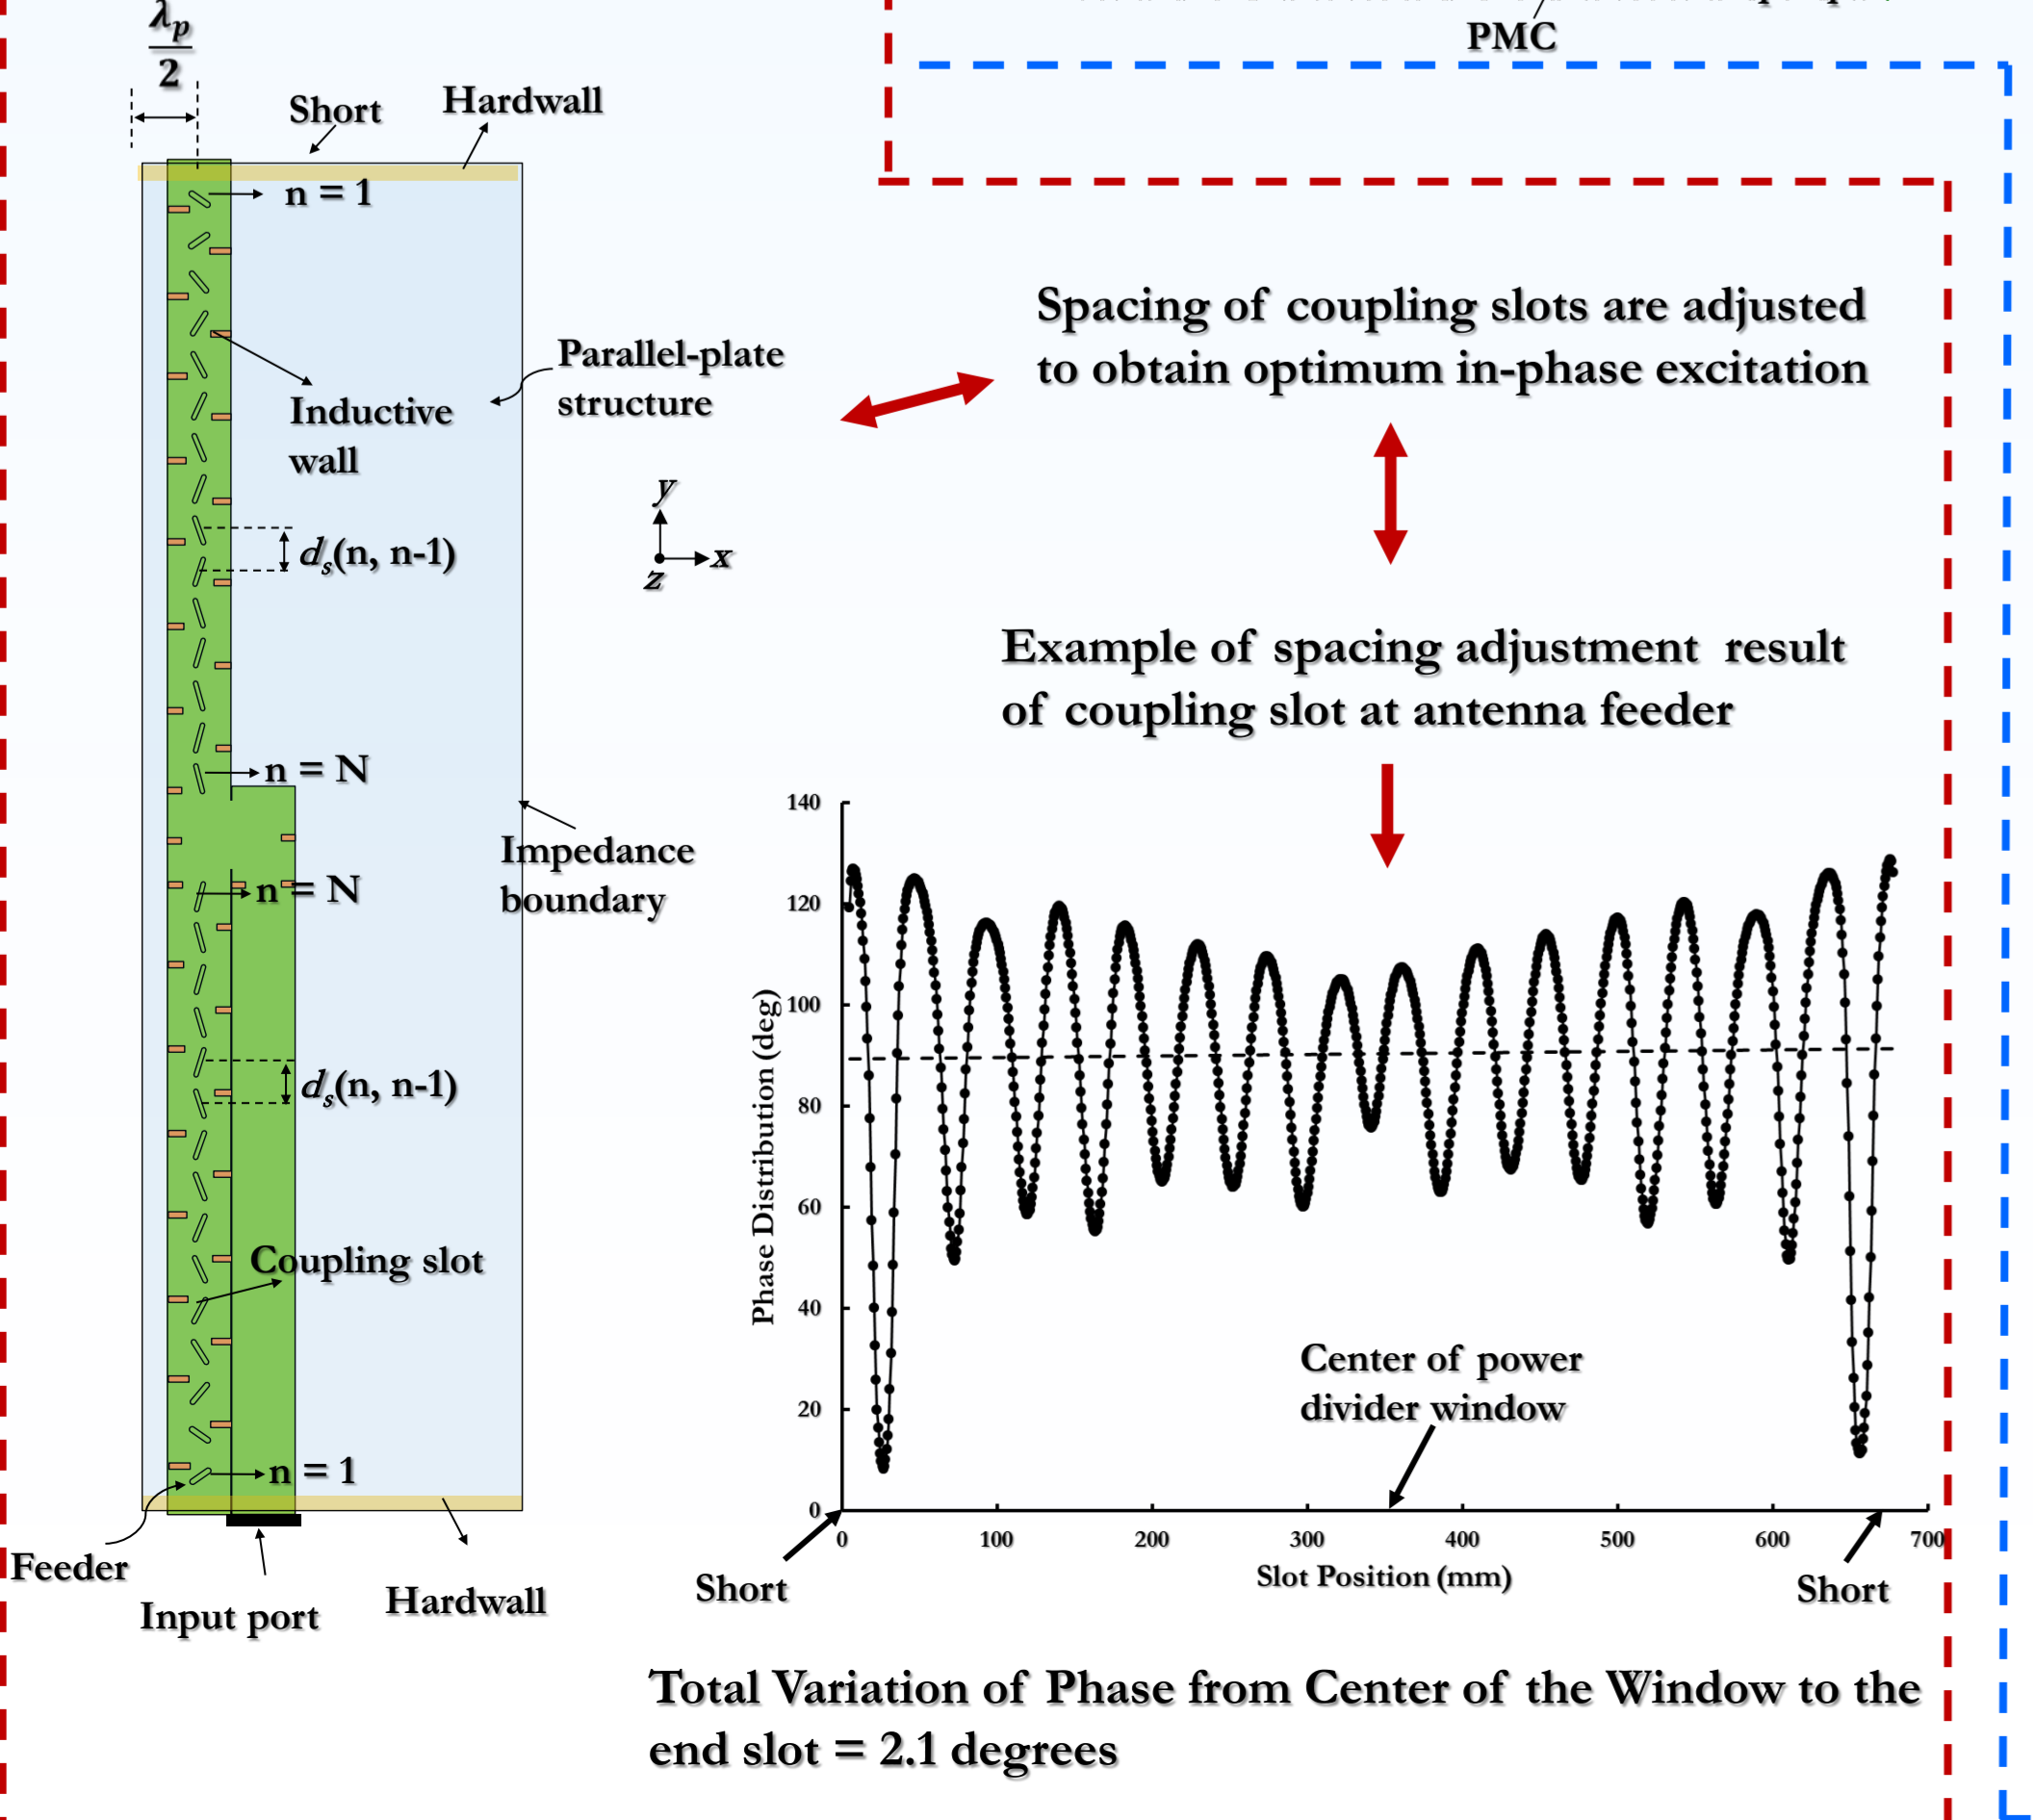 PMC
λp
2
Short
Hardwall
n = 1
Spacing of coupling slots are adjusted
to obtain optimum in-phase excitation
Parallel-plate
structure
Inductive
wall
y
x
z
ds(n, n-1)
Example of spacing adjustment result
of coupling slot at antenna feeder
n = N
Impedance
boundary
n = N
ds(n, n-1)
Coupling slot
n = 1
Feeder
Input port
Hardwall
140
120
100
80
60
40
20
0
Phase Distribution (deg)
Center of power
divider window
0 100 200 300 400 500 600 700
Slot Position (mm)
Short
Short
Total Variation of Phase from Center of the Window to the
end slot = 2.1 degrees